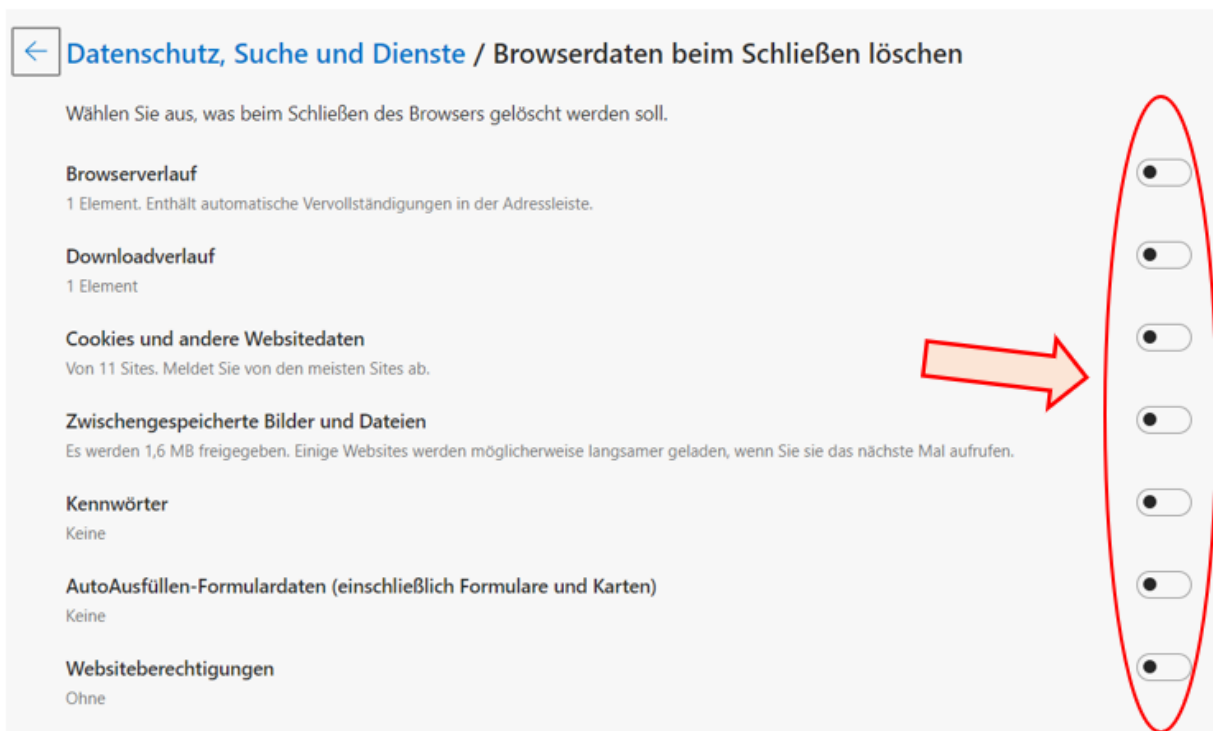 Datenschutz, Suche und Dienste / Browserdaten beim Schließen löschen
Wählen Sie aus, was beim Schließen des Browsers gelöscht werden soll.
Browserverlauf
1 Element. Enthält automatische Vervollständigungen in der Adressleiste.
Downloadverlauf
1 Element
Cookies und andere Websitedaten
Von 11 Sites. Meldet Sie von den meisten Sites ab.
Zwischengespeicherte Bilder und Dateien
Es werden 1,6 MB freigegeben. Einige Websites werden möglicherweise langsamer geladen, wenn Sie sie das nächste Mal aufrufen.
Kennwörter
Keine
AutoAusfüllen-Formulardaten (einschließlich Formulare und Karten)
Keine
Websiteberechtigungen
Ohne